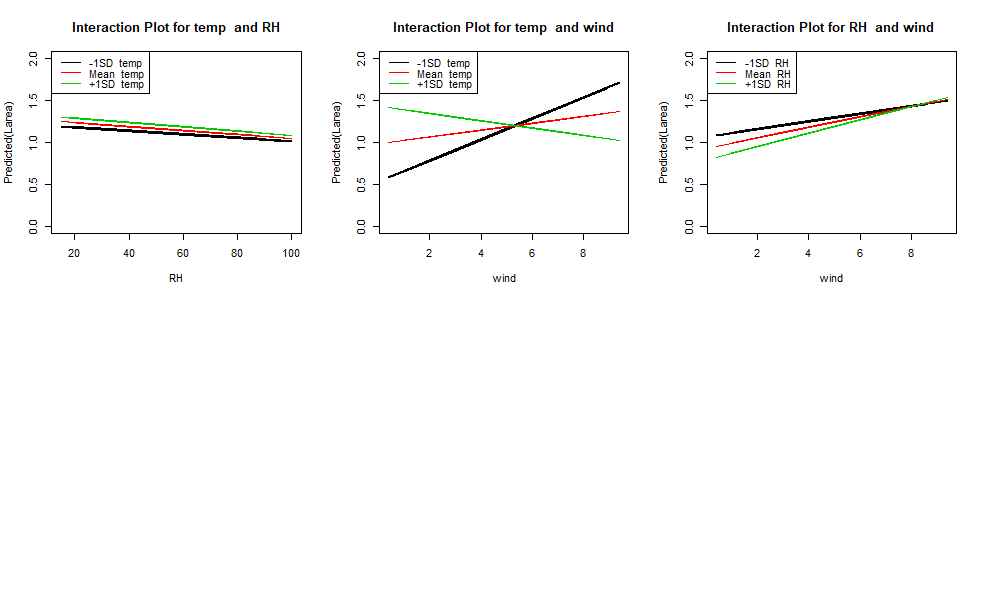 Interaction Plot for temp and RH
Predicted(Larea)
2.0
1.5
1.0
0.5
0.0
-1SD temp
Mean temp
+1SD temp
20 40 60 80 100
RH
Interaction Plot for temp and wind
Predicted(Larea)
2.0
1.5
1.0
0.5
0.0
-1SD temp
Mean temp
+1SD temp
2 4 6 8
wind
Interaction Plot for RH and wind
Predicted(Larea)
2.0
1.5
1.0
0.5
0.0
-1SD RH
Mean RH
+1SD RH
2 4 6 8
wind